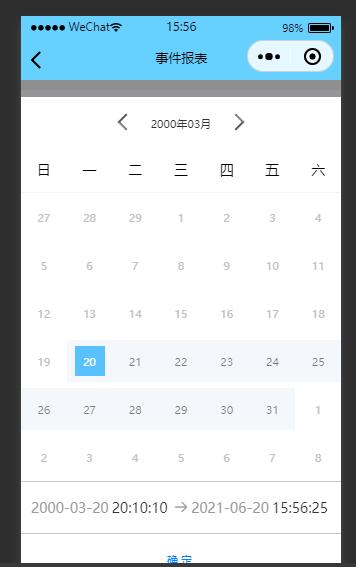 WeChat 15:56 98%
事件报表
2000年03月
日 一 二 三 四 五 六
27 28 29 1 2 3 4
5 6 7 8 9 10 11
12 13 14 15 16 17 18
19 20 21 22 23 24 25
26 27 28 29 30 31 1
2 3 4 5 6 7 8
2000-03-20 20:10:10 → 2021-06-20 15:56:25
确定